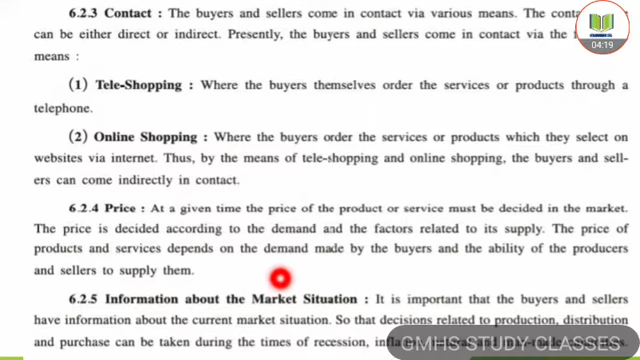 6.2.3 Contact : The buyers and sellers come in contact via various means. The
can be either direct or indirect. Presently, the buyers and sellers come in contact via the
means :
(1) Tele-Shopping : Where the buyers themselves order the services or products through a
telephone.
(2) Online Shopping : Where the buyers order the services or products which they select on
websites via internet. Thus, by the means of tele-shopping and online shopping, the buyers and sell-
ers can come indirectly in contact.
6.2.4 Price : At a given time the price of the product or service must be decided in the market.
The price is decided according to the demand and the factors related to its supply. The price of
products and services depends on the demand made by the buyers and the ability of the producers
and sellers to supply them.
6.2.5 Information about the Market Situation : It is important that the buyers and sellers
have information about the current market situation. So that decisions related to production, distribution
and purchase can be taken during the times of recession,
04:19
GMHS STUDY CLASSES